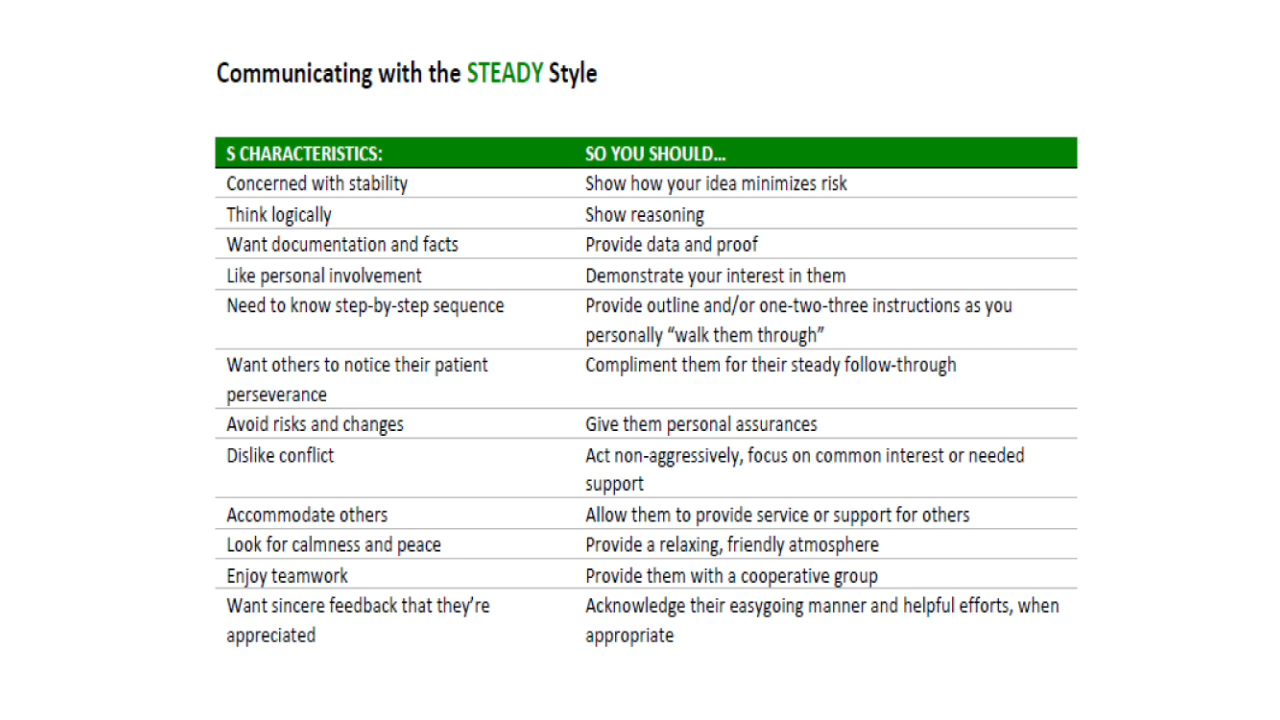 Communicating with the STEADY Style
S CHARACTERISTICS: SO YOU SHOULD...
Concerned with stability Show how your idea minimizes risk
Think logically Show reasoning
Want documentation and facts Provide data and proof
Like personal involvement Demonstrate your interest in them
Need to know step-by-step sequence Provide outline and/or one-two-three instructions as you
personally “walk them through”
Want others to notice their patient Compliment them for their steady follow-through
perseverance
Avoid risks and changes Give them personal assurances
Dislike conflict Act non-aggressively, focus on common interest or needed
support
Accommodate others Allow them to provide service or support for others
Look for calmness and peace Provide a relaxing, friendly atmosphere
Enjoy teamwork Provide them with a cooperative group
Want sincere feedback that they’re Acknowledge their easygoing manner and helpful efforts, when
appreciated appropriate